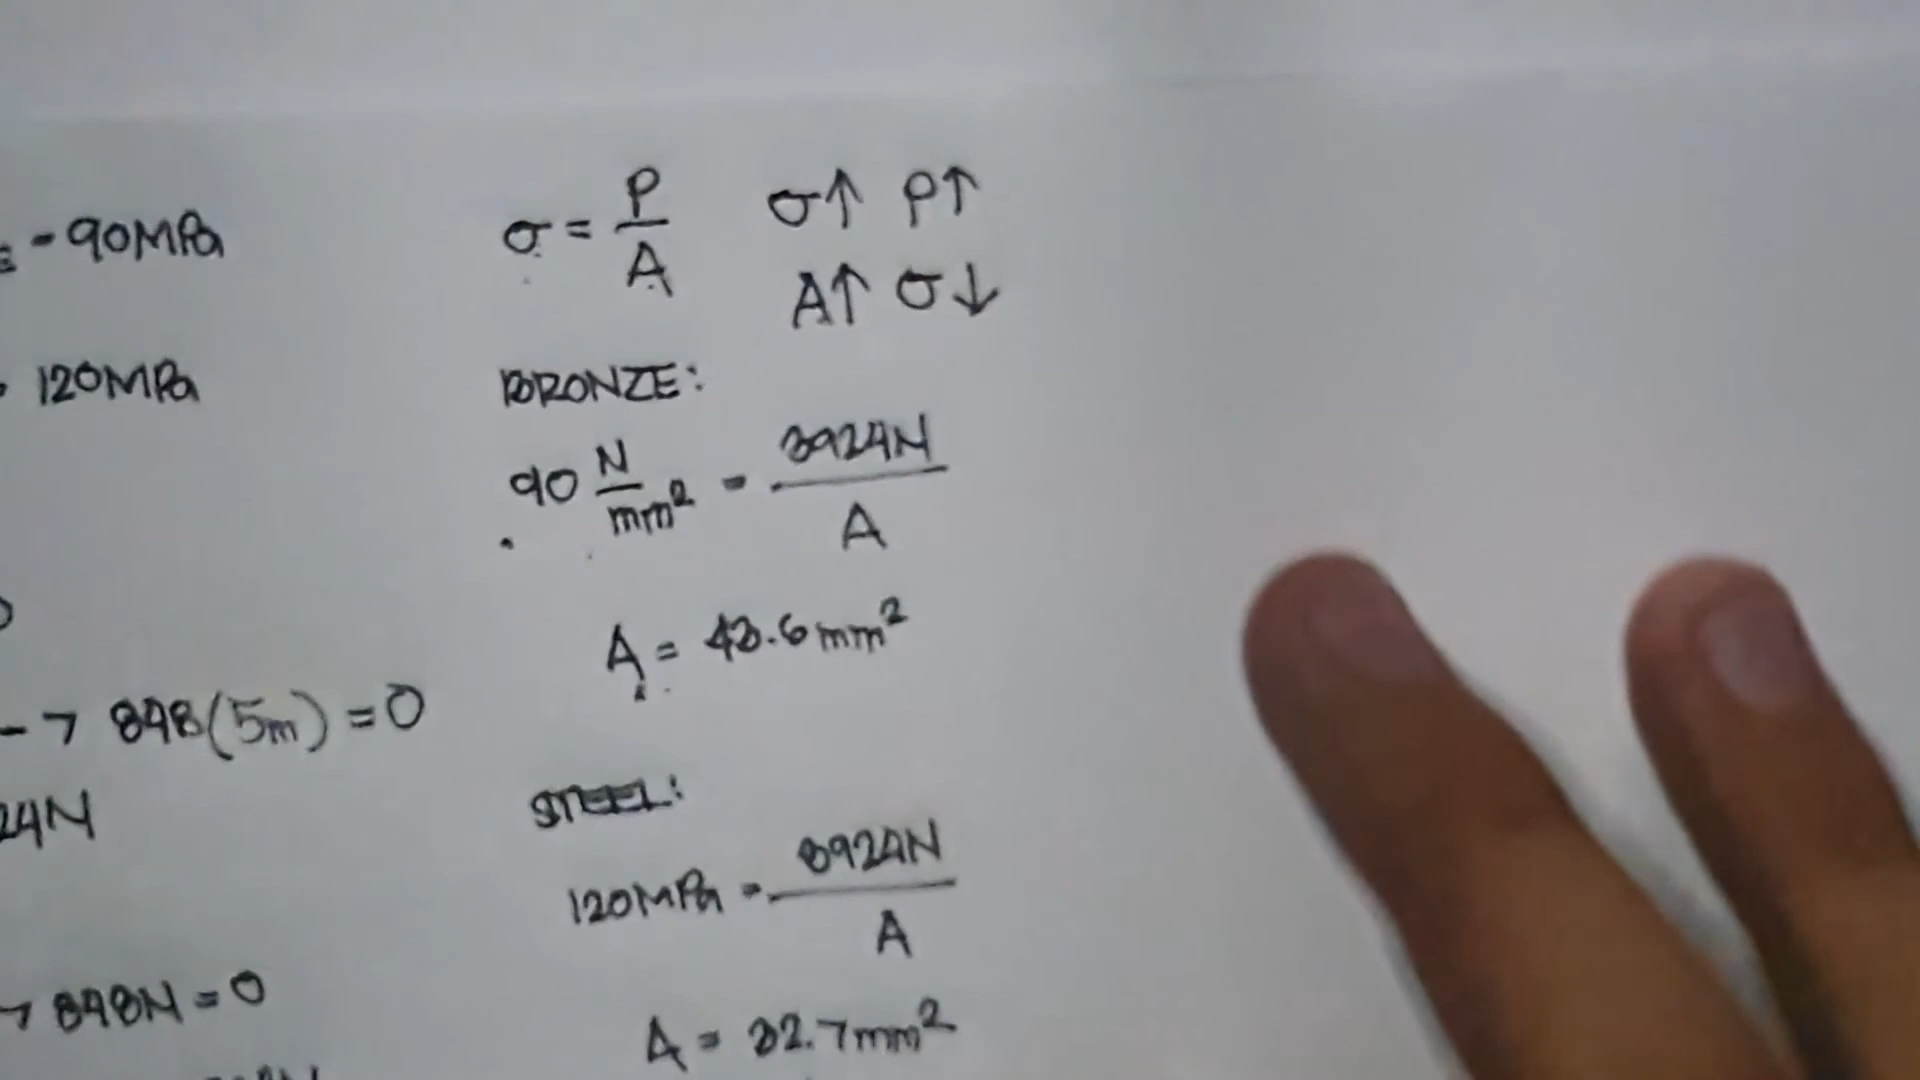 = -90MPa
120MPa
848(5m) = 0
24N
848N = 0
σ = P/A
σ↑ P↑
A↑ σ↓
BRONZE:
90 N/mm² = 3924N/A
A = 43.6mm²
STEEL:
120MPa = 3924N/A
A = 32.7mm²